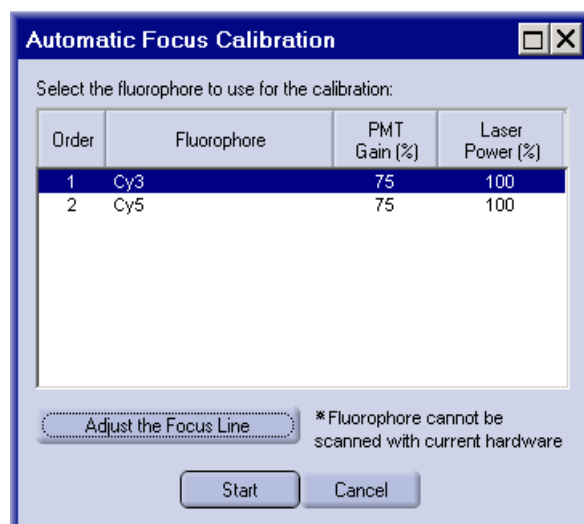 Automatic Focus Calibration
Select the fluorophore to use for the calibration:
Order Fluorophore PMT Gain (%) Laser Power (%)
1 Cy3 75 100
2 Cy5 75 100
Adjust the Focus Line
*Fluorophore cannot be
scanned with current hardware
Start Cancel